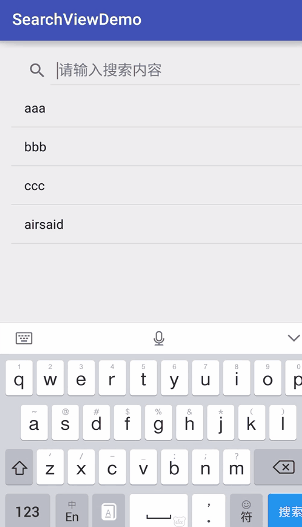 SearchViewDemo
请输入搜索内容
aaa
bbb
ccc
airsaid
1 2 3 4 5 6 7 8 9 0
q w e r t y u i o p
~ @ # $ % & * ( )
a s d f g h j k l
z x c v b n m
123 中 En , 。 符 搜索